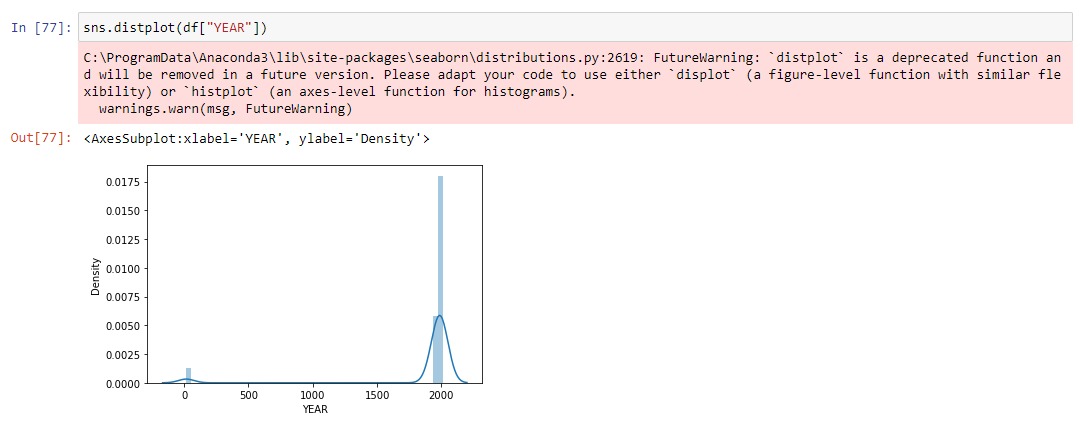 In [77]: sns.distplot(df["YEAR"])
C:\ProgramData\Anaconda3\lib\site-packages\seaborn\distributions.py:2619: FutureWarning: `distplot` is a deprecated function an
d will be removed in a future version. Please adapt your code to use either `displot` (a figure-level function with similar fle
xibility) or `histplot` (an axes-level function for histograms).
  warnings.warn(msg, FutureWarning)
Out[77]: <AxesSubplot:xlabel='YEAR', ylabel='Density'>
0.0175
0.0150
0.0125
0.0100
0.0075
0.0050
0.0025
0.0000
Density
0 500 1000 1500 2000
YEAR